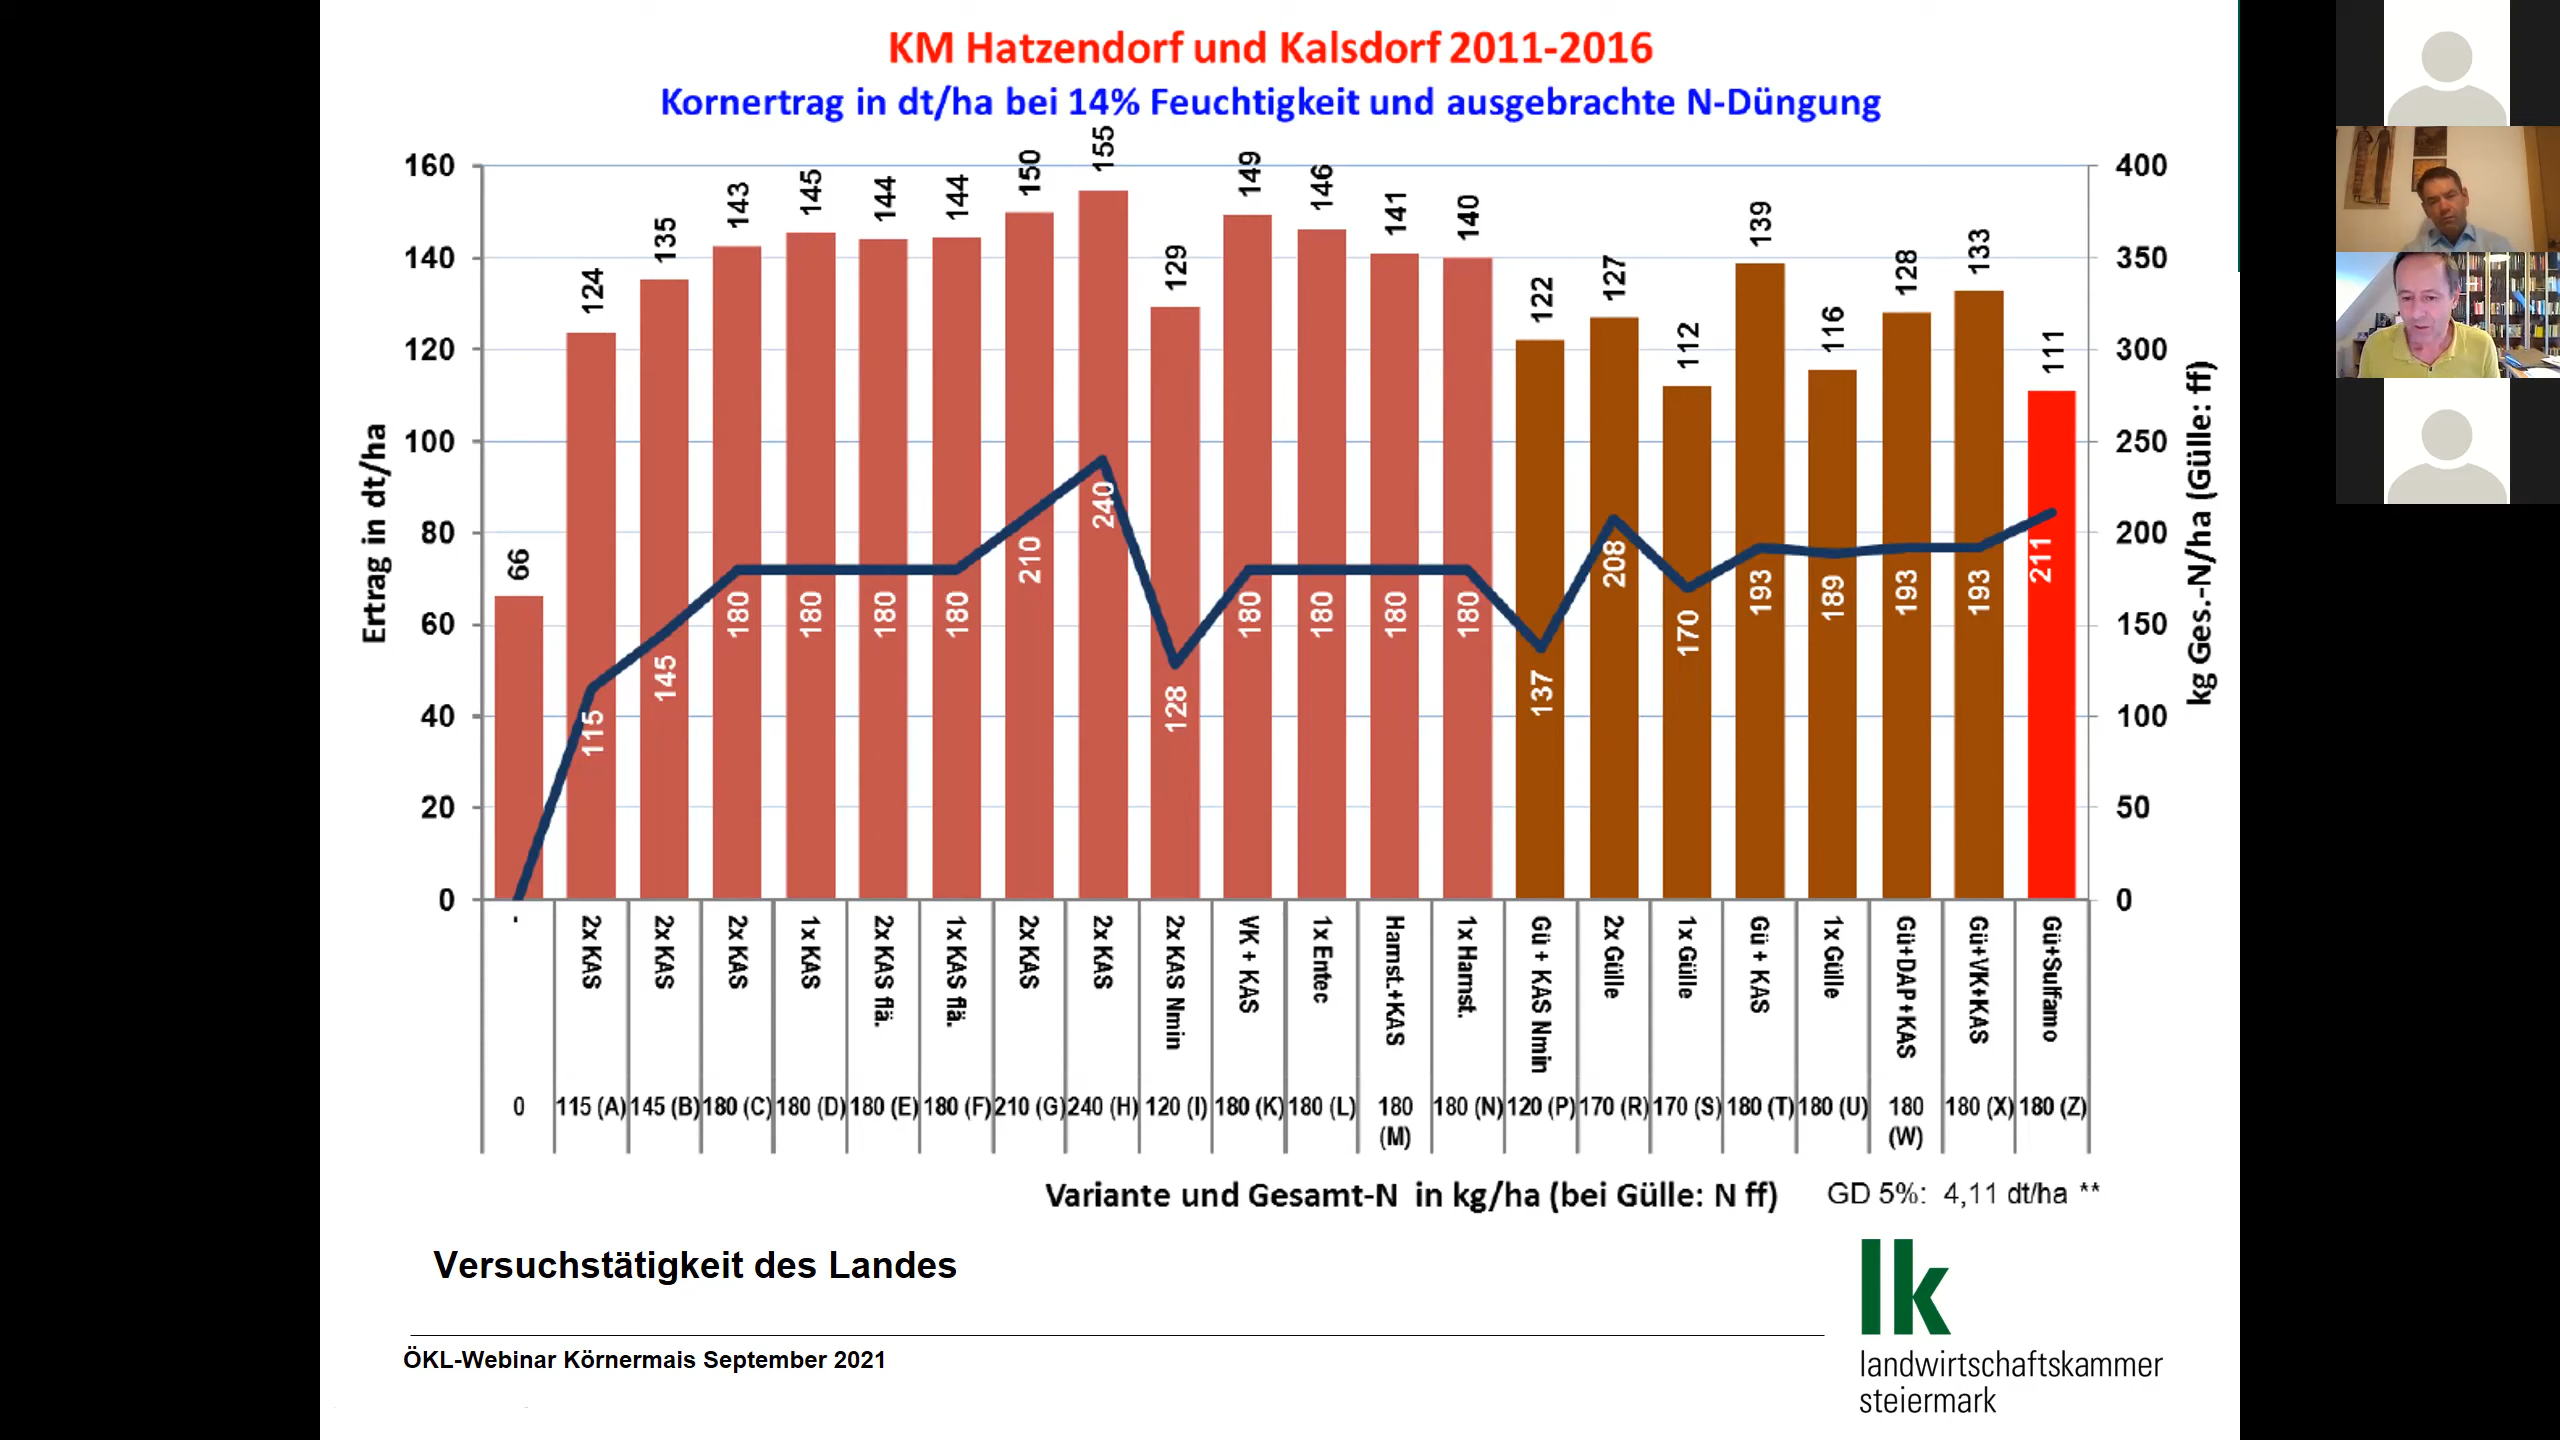 KM Hatzendorf und Kalsdorf 2011-2016
Kornertrag in dt/ha bei 14% Feuchtigkeit und ausgebrachte N-Düngung
Ertrag in dt/ha
160
140
120
100
80
60
40
20
0
66
124
135
143
145
144
144
150
155
129
149
146
141
140
122
127
112
139
116
128
133
111
115
145
180
180
180
180
210
240
128
180
180
180
180
137
208
170
193
189
193
193
211
400
350
300
250
200
150
100
50
0
kg Ges.-N/ha (Gülle: ff)
-
2x KAS
2x KAS
2x KAS
1x KAS
2x KAS flä.
1x KAS flä.
2x KAS
2x KAS
2x KAS Nmin
VK + KAS
1x Entec
Harnst.+KAS
1x Harnst.
Gü + KAS Nmin
2x Gülle
1x Gülle
Gü + KAS
1x Gülle
Gü+DAP+KAS
Gü+VK+KAS
Gü+Sulfamo
0
115 (A)
145 (B)
180 (C)
180 (D)
180 (E)
180 (F)
210 (G)
240 (H)
120 (I)
180 (K)
180 (L)
180
(M)
180 (N)
120 (P)
170 (R)
170 (S)
180 (T)
180 (U)
180
(W)
180 (X)
180 (Z)
Variante und Gesamt-N in kg/ha (bei Gülle: N ff)
GD 5%: 4,11 dt/ha **
Versuchstätigkeit des Landes
ÖKL-Webinar Körnermais September 2021
lk
landwirtschaftskammer
steiermark